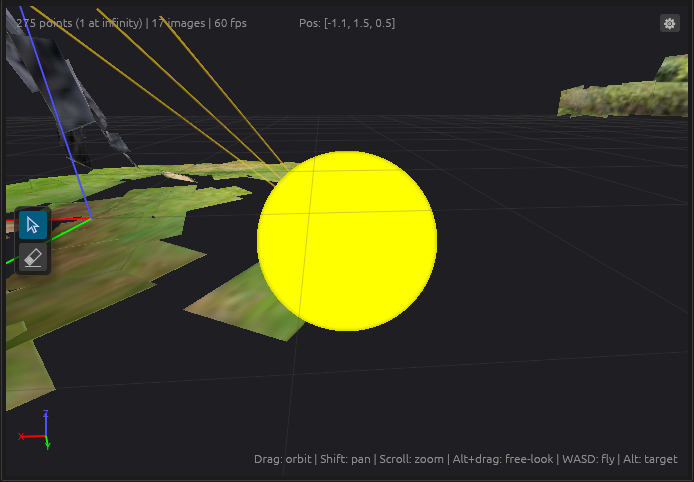 275 points (1 at infinity) | 17 images | 60 fps
Pos: [-1.1, 1.5, 0.5]
Z
X
Y
Drag: orbit | Shift: pan | Scroll: zoom | Alt+drag: free-look | WASD: fly | Alt: target